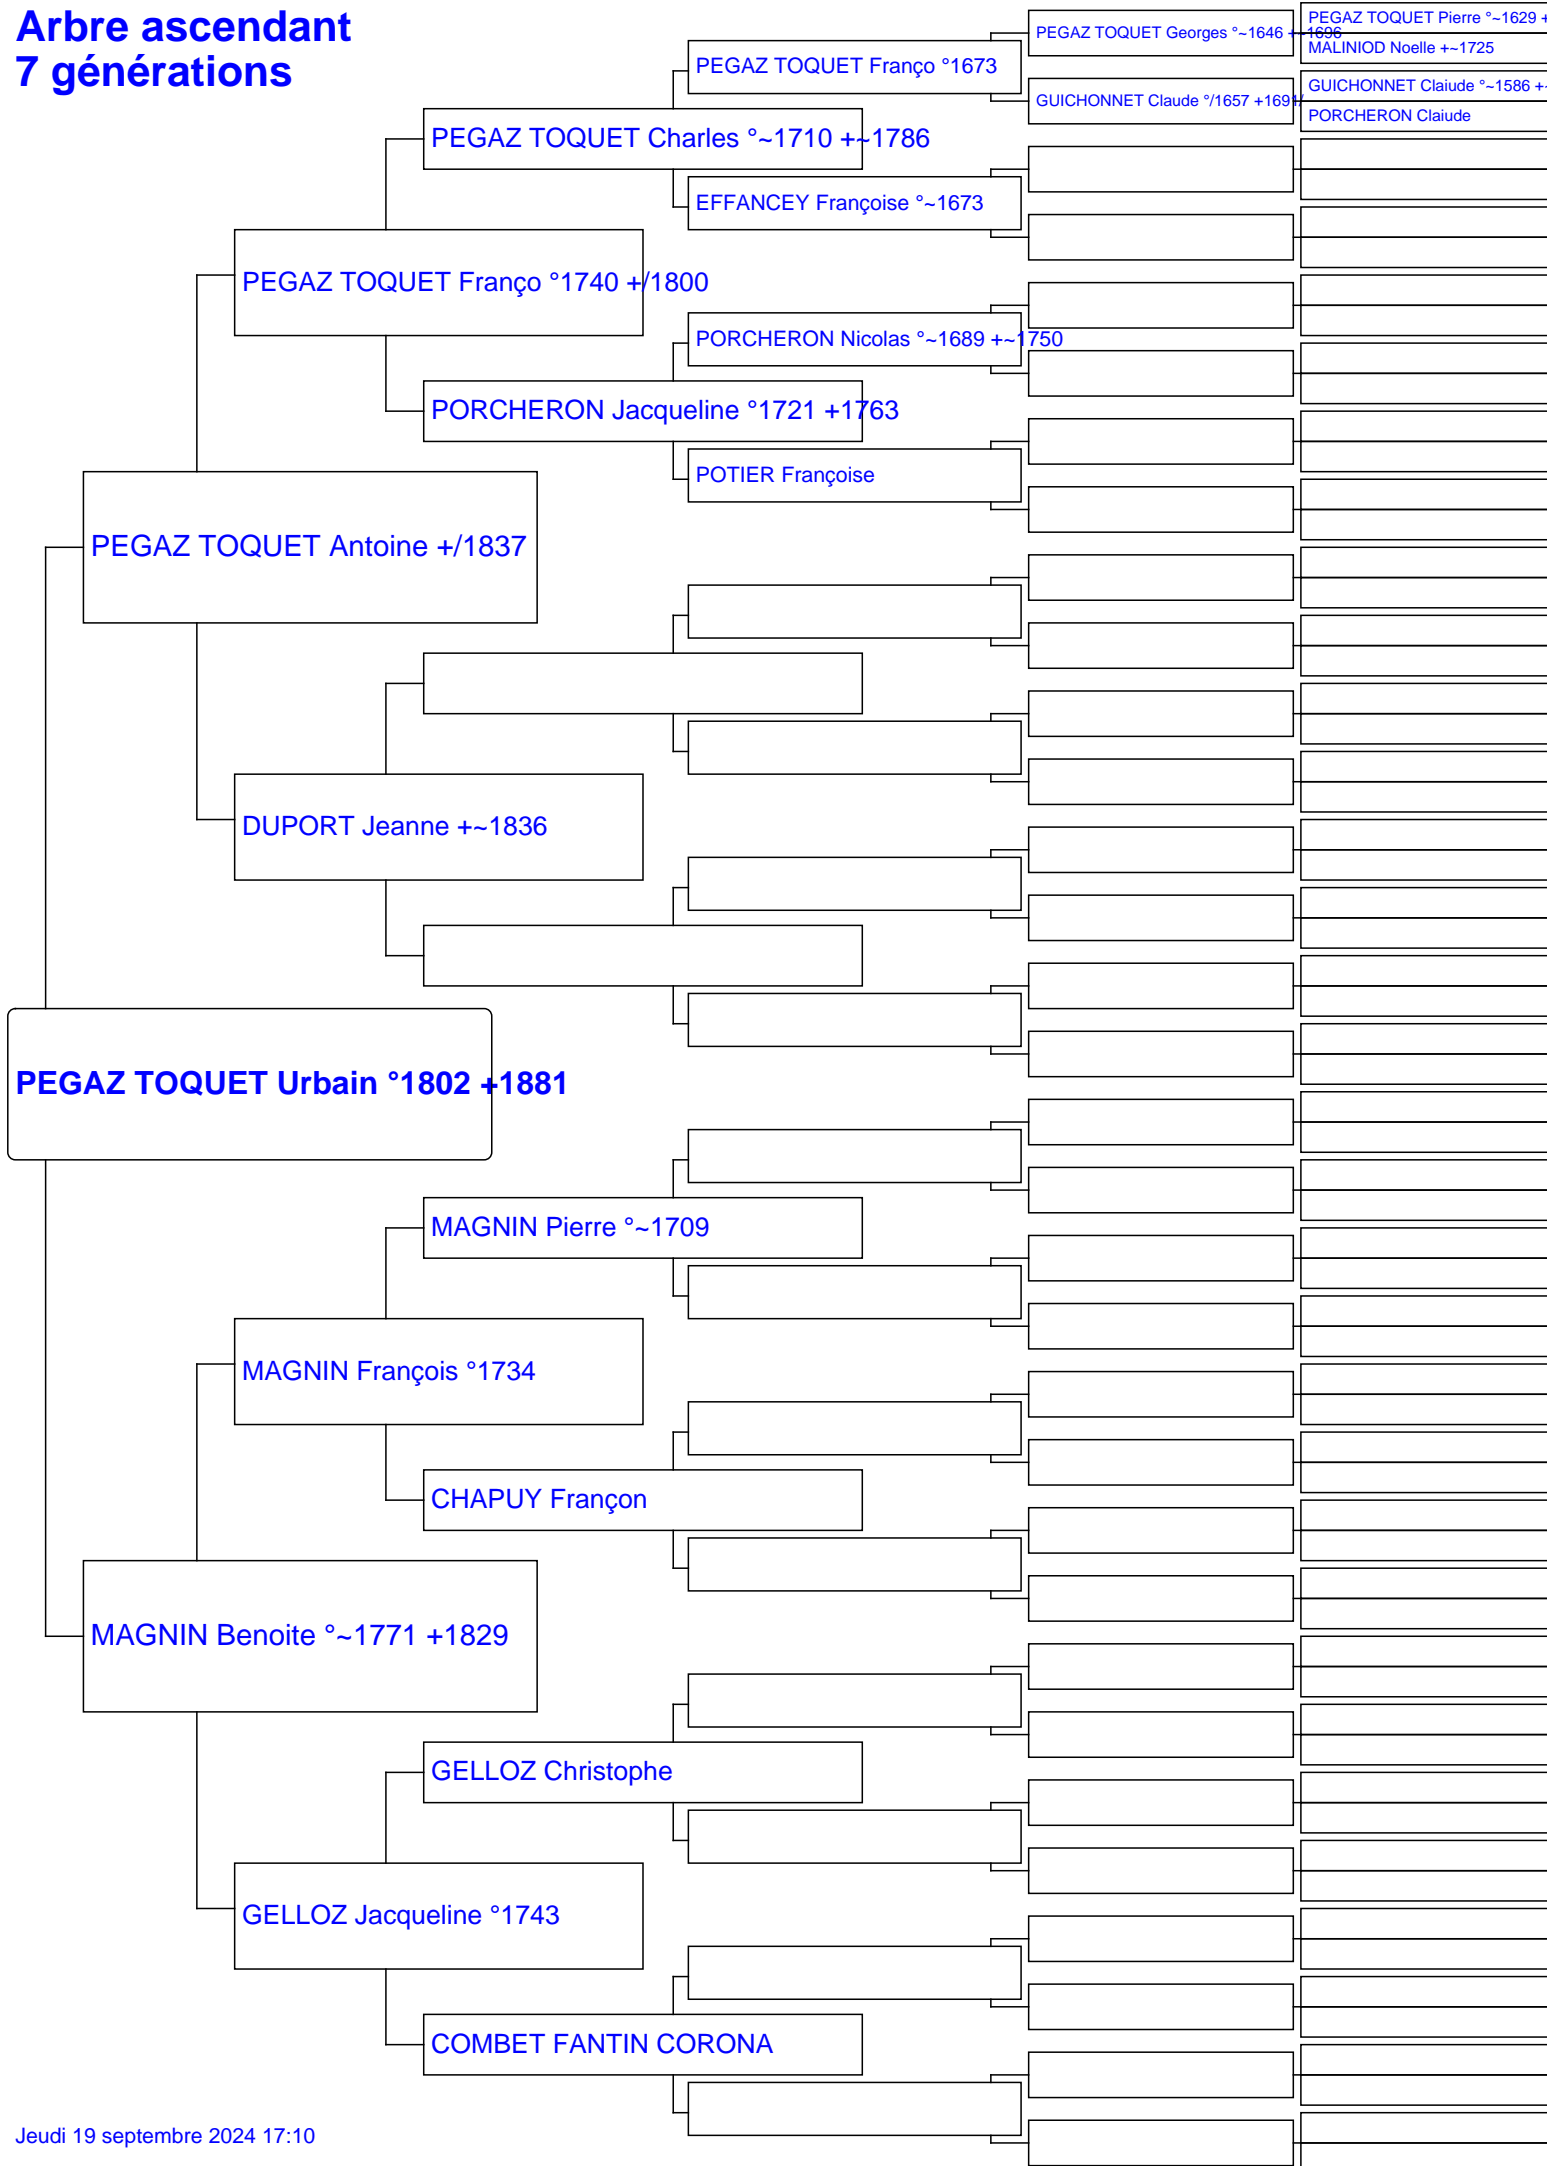 Arbre ascendant
7 générations
PEGAZ TOQUET Georges °~1646 +~1696
PEGAZ TOQUET Pierre °~1629 +
MALINIOD Noelle +~1725
PEGAZ TOQUET Franço °1673
GUICHONNET Claude °/1657 +1691/
GUICHONNET Claiude °~1586 +~
PORCHERON Claiude
PEGAZ TOQUET Charles °~1710 +~1786
EFFANCEY Françoise °~1673
PEGAZ TOQUET Franço °1740 +/1800
PORCHERON Nicolas °~1689 +~1750
PORCHERON Jacqueline °1721 +1763
POTIER Françoise
PEGAZ TOQUET Antoine +/1837
DUPORT Jeanne +~1836
PEGAZ TOQUET Urbain °1802 +1881
MAGNIN Pierre °~1709
MAGNIN François °1734
CHAPUY Françon
MAGNIN Benoite °~1771 +1829
GELLOZ Christophe
GELLOZ Jacqueline °1743
COMBET FANTIN CORONA
Jeudi 19 septembre 2024 17:10